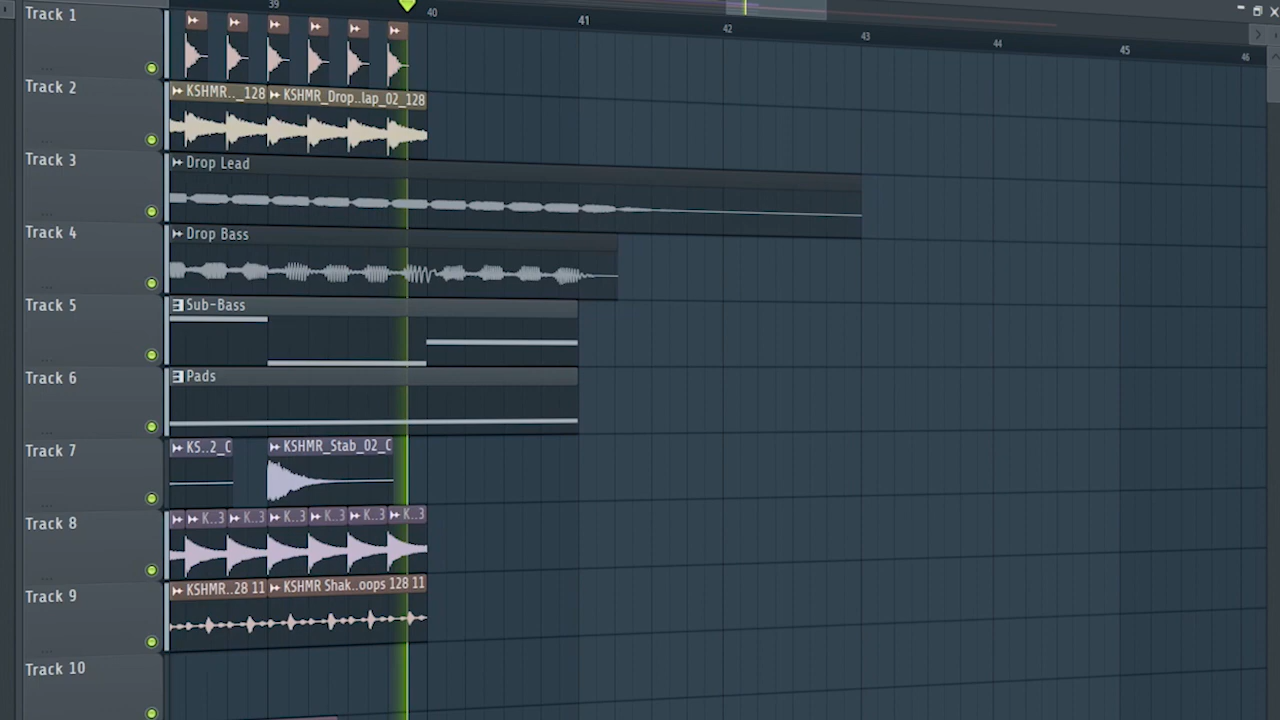 39 40 41 42 43 44 45 46
Track 1
Track 2
KSHMR.._128 KSHMR_Drop..lap_02_128
Track 3
Drop Lead
Track 4
Drop Bass
Track 5
Sub-Bass
Track 6
Pads
Track 7
KS..2_C KSHMR_Stab_02_C
Track 8
K..3 K..3 K..3 K..3 K..3 K..3
Track 9
KSHMR..28 11 KSHMR Shak..oops 128 11
Track 10